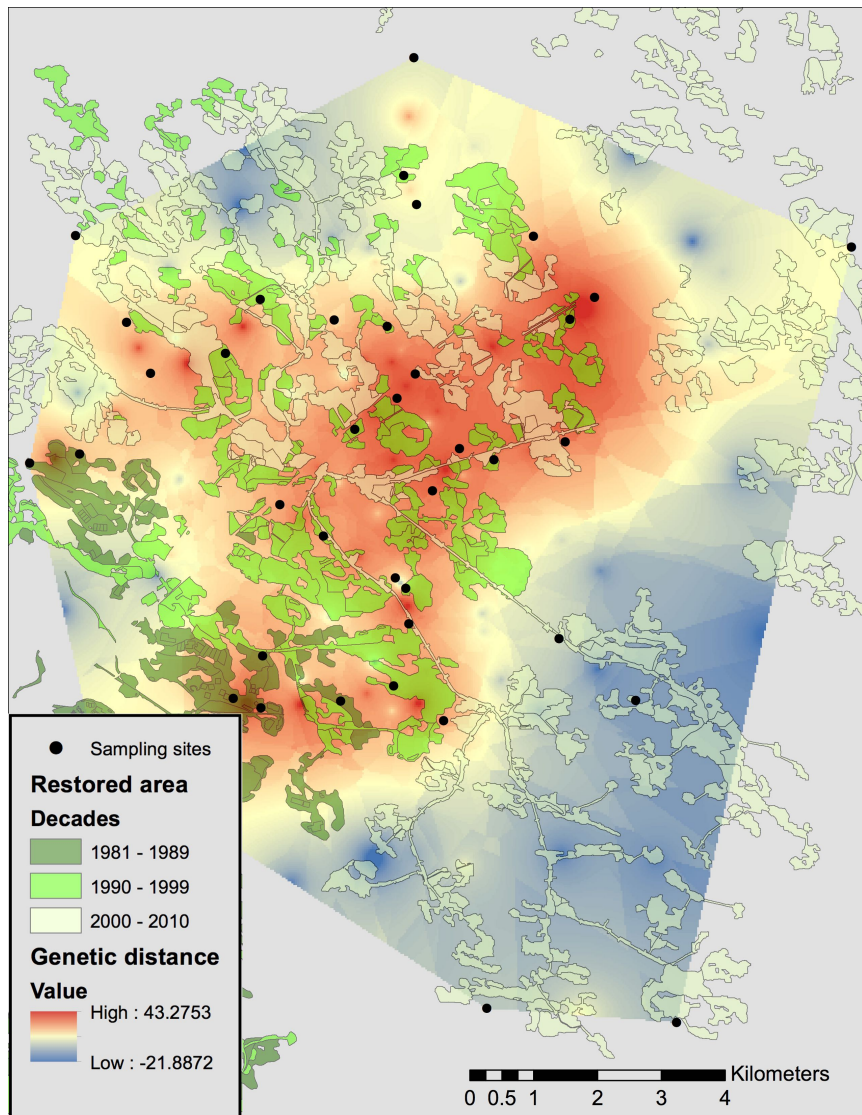 Sampling sites
Restored area
Decades
1981 - 1989
1990 - 1999
2000 - 2010
Genetic distance
Value
High : 43.2753
Low : -21.8872
Kilometers
0 0.5 1 2 3 4